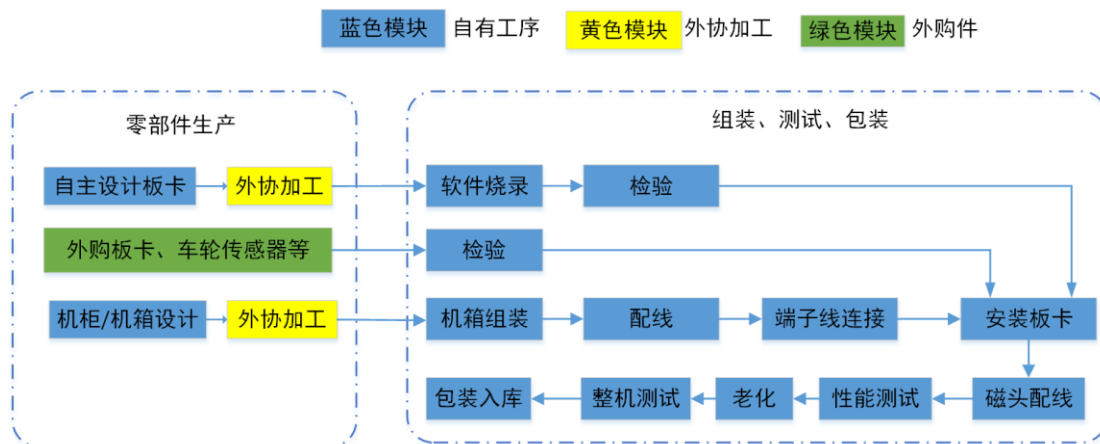 蓝色模块 自有工序 黄色模块 外协加工 绿色模块 外购件
零部件生产
组装、测试、包装
自主设计板卡 外协加工 软件烧录 检验
外购板卡、车轮传感器等 检验
机柜/机箱设计 外协加工 机箱组装 配线 端子线连接 安装板卡
包装入库 整机测试 老化 性能测试 磁头配线